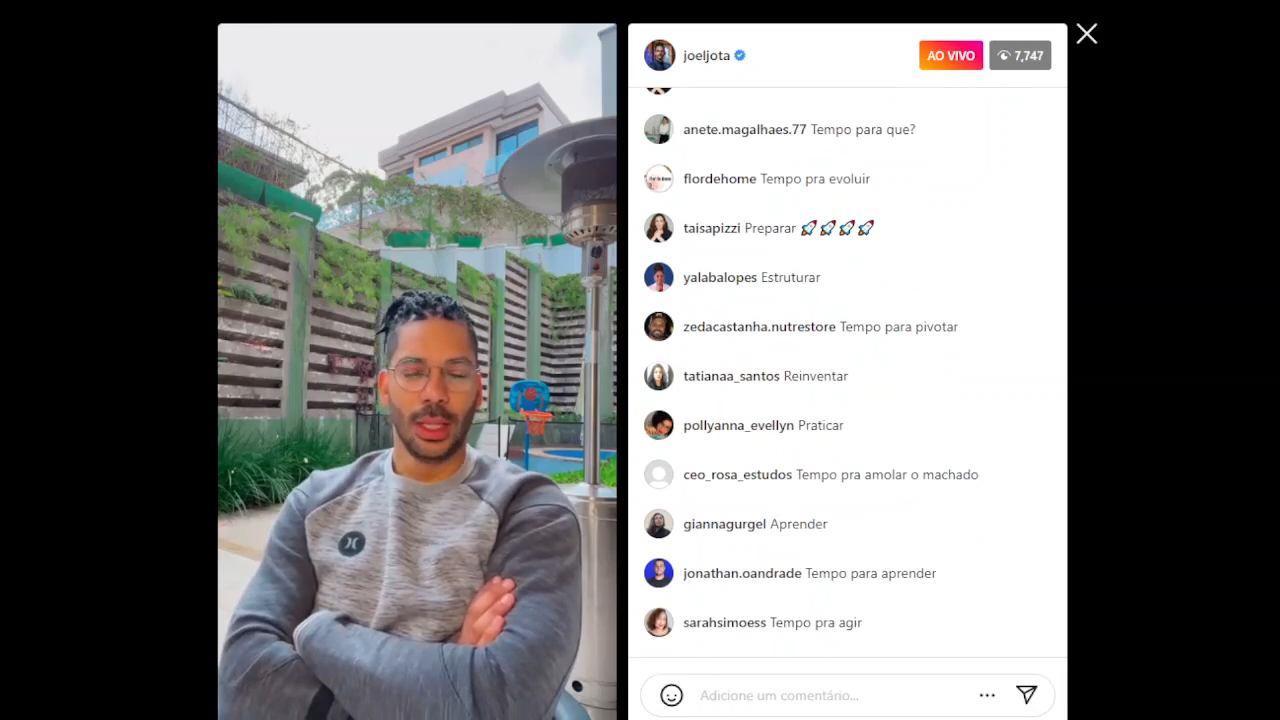 joeljota
AO VIVO
7,747
anete.magalhaes.77 Tempo para que?
flordehome Tempo pra evoluir
taisapizzi Preparar 🚀🚀🚀🚀
yalabalopes Estruturar
zedacastanha.nutrestore Tempo para pivotar
tatianaa_santos Reinventar
pollyanna_evellyn Praticar
ceo_rosa_estudos Tempo pra amolar o machado
giannagurgel Aprender
jonathan.oandrade Tempo para aprender
sarahsimoess Tempo pra agir
Adicione um comentário...